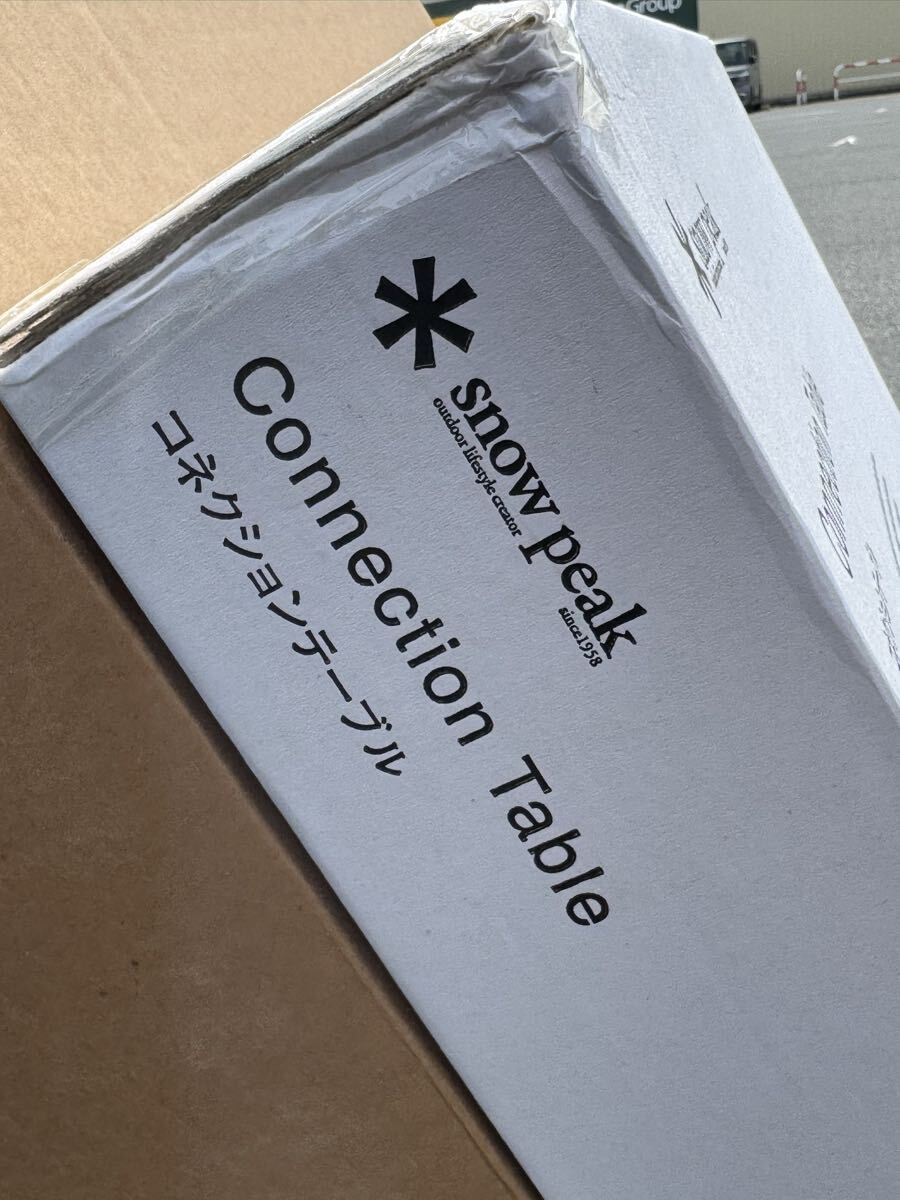 snow peak
outdoor lifestyle creator
since1958
Connection Table
コネクションテーブル
Group